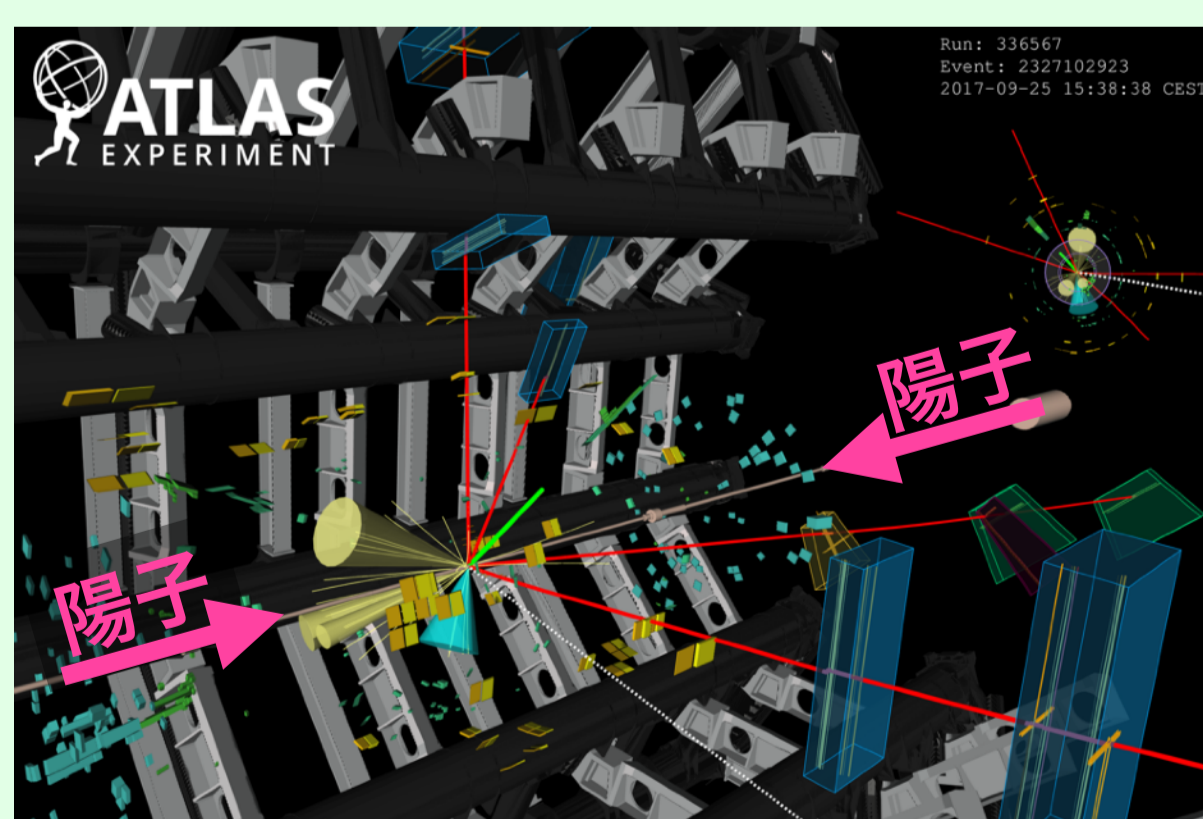 ATLAS
EXPERIMENT
Run: 336567
Event: 2327102923
2017-09-25 15:38:38 CEST
陽子
陽子